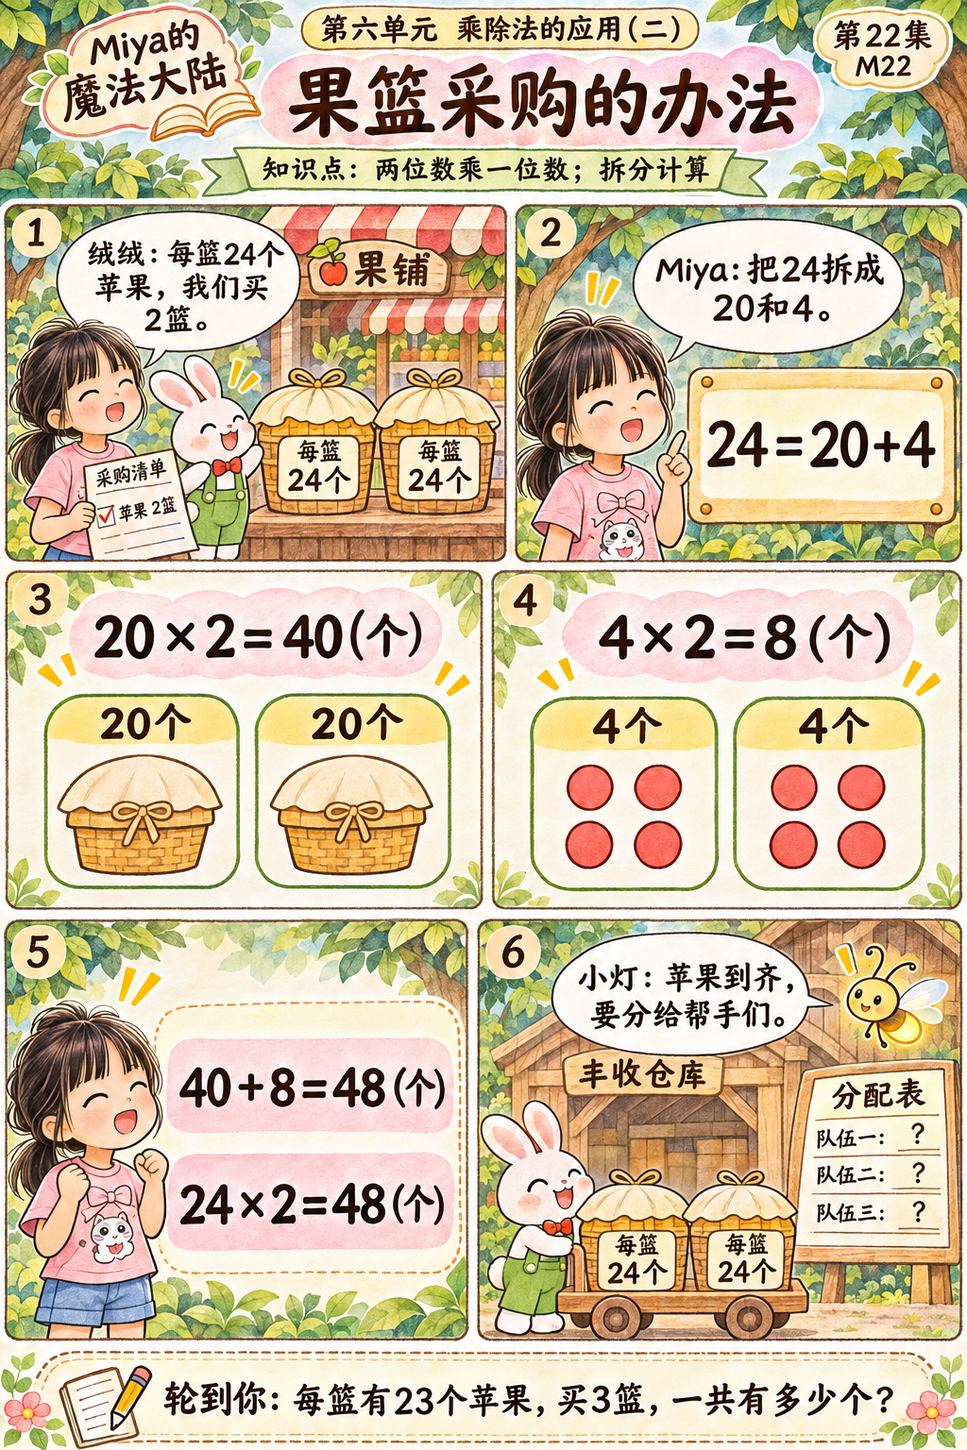 Miya的
魔法大陆
第六单元 乘除法的应用(二)
第22集
M22
果篮采购的办法
知识点：两位数乘一位数；拆分计算
1
绒绒：每篮24个
苹果，我们买
2篮。
果铺
采购清单
苹果 2篮
每篮
24个
每篮
24个
2
Miya：把24拆成
20和4。
24=20+4
3
20×2=40(个)
20个
20个
4
4×2=8(个)
4个
4个
5
40+8=48(个)
24×2=48(个)
6
小灯：苹果到齐，
要分给帮手们。
丰收仓库
分配表
队伍一：?
队伍二：?
队伍三：?
每篮
24个
每篮
24个
轮到你：每篮有23个苹果，买3篮，一共有多少个?